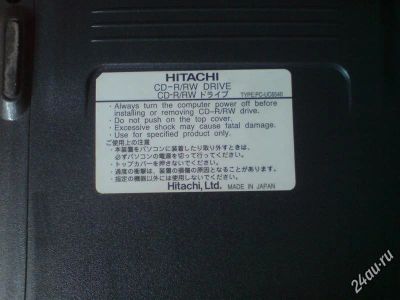 HITACHI
CD-R/RW DRIVE
CD-R/RW ドライブ TYPE:PC-UC8540
・Always turn the computer power off before
installing or removing CD-R/RW drive.
・Do not push on the top cover.
・Excessive shock may cause fatal damage.
・Use for specified product only.
ご使用上の注意
・本装置をパソコンに装着したり取り外すときは、
必ずパソコンの電源を切って行ってください。
・トップカバーを押さないでください。
・過度の衝撃は、装置の損傷の原因となることがあります。
・指定の機器以外には使用しないでください。
Hitachi, Ltd. MADE IN JAPAN
24au.ru